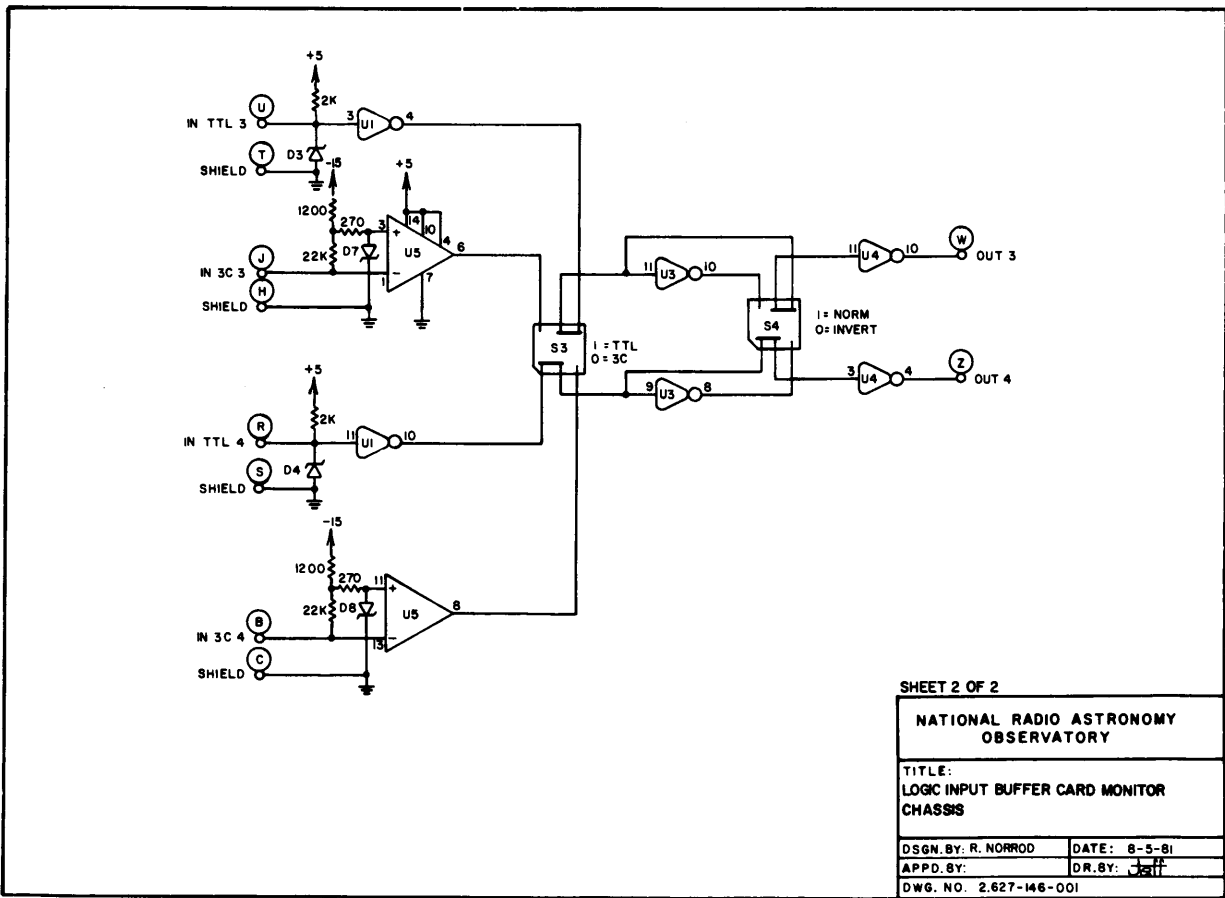 +5
2K
U
IN TTL 3
3
U1
4
T
D3
SHIELD
-15
+5
1200
270
3
+
14
10
4
22K
D7
U5
6
J
IN 3C 3
1
-
7
H
SHIELD
11
U3
10
11
U4
10
W
OUT 3
S3
1 = TTL
0 = 3C
S4
1 = NORM
0 = INVERT
9
U3
8
3
U4
4
Z
OUT 4
+5
2K
R
IN TTL 4
11
U1
10
S
D4
SHIELD
-15
1200
270
11
+
22K
D8
U5
8
B
IN 3C 4
13
-
C
SHIELD
SHEET 2 OF 2
NATIONAL RADIO ASTRONOMY
OBSERVATORY
TITLE:
LOGIC INPUT BUFFER CARD MONITOR
CHASSIS
DSGN. BY: R. NORROD DATE: 8-5-81
APPD. BY: DR. BY: Jeff
DWG. NO. 2.627-146-001